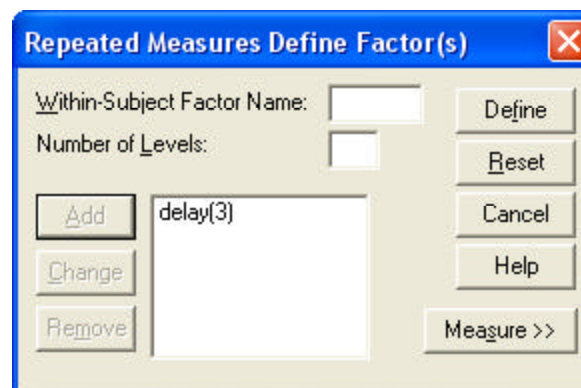 Repeated Measures Define Factor(s)
Within-Subject Factor Name:
Define
Number of Levels:
Reset
Add
delay(3)
Cancel
Change
Help
Remove
Measure >>